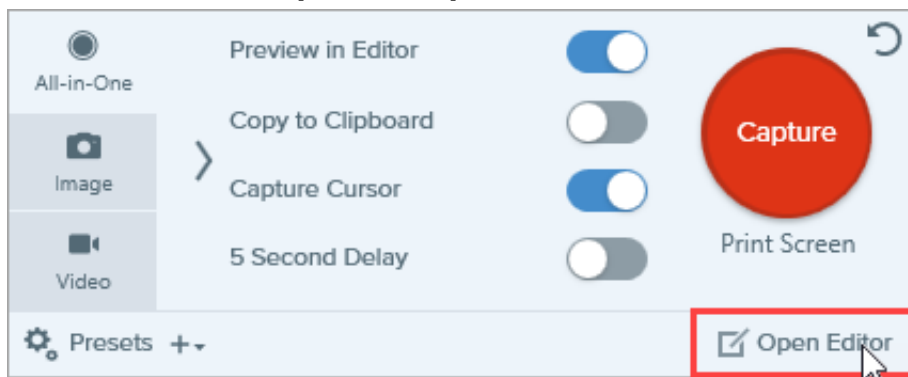 All-in-One
Image
Video
Preview in Editor
Copy to Clipboard
Capture Cursor
5 Second Delay
Capture
Print Screen
Presets
Open Editor